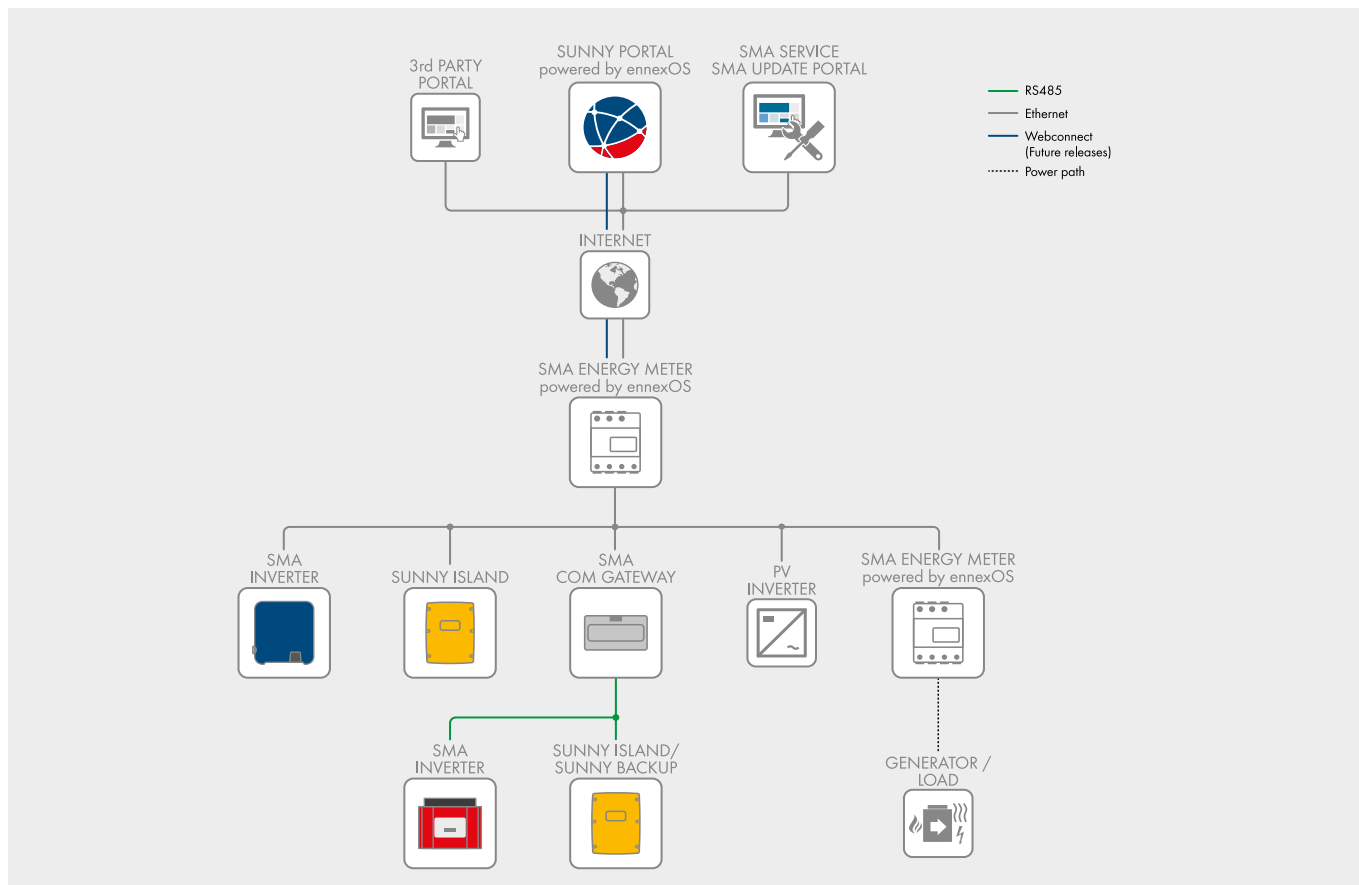 3rd PARTY
PORTAL
SUNNY PORTAL
powered by ennexOS
SMA SERVICE
SMA UPDATE PORTAL
RS485
Ethernet
Webconnect
(Future releases)
Power path
INTERNET
SMA ENERGY METER
powered by ennexOS
SMA
INVERTER
SUNNY ISLAND
SMA
COM GATEWAY
PV
INVERTER
SMA ENERGY METER
powered by ennexOS
SMA
INVERTER
SUNNY ISLAND/
SUNNY BACKUP
GENERATOR /
LOAD